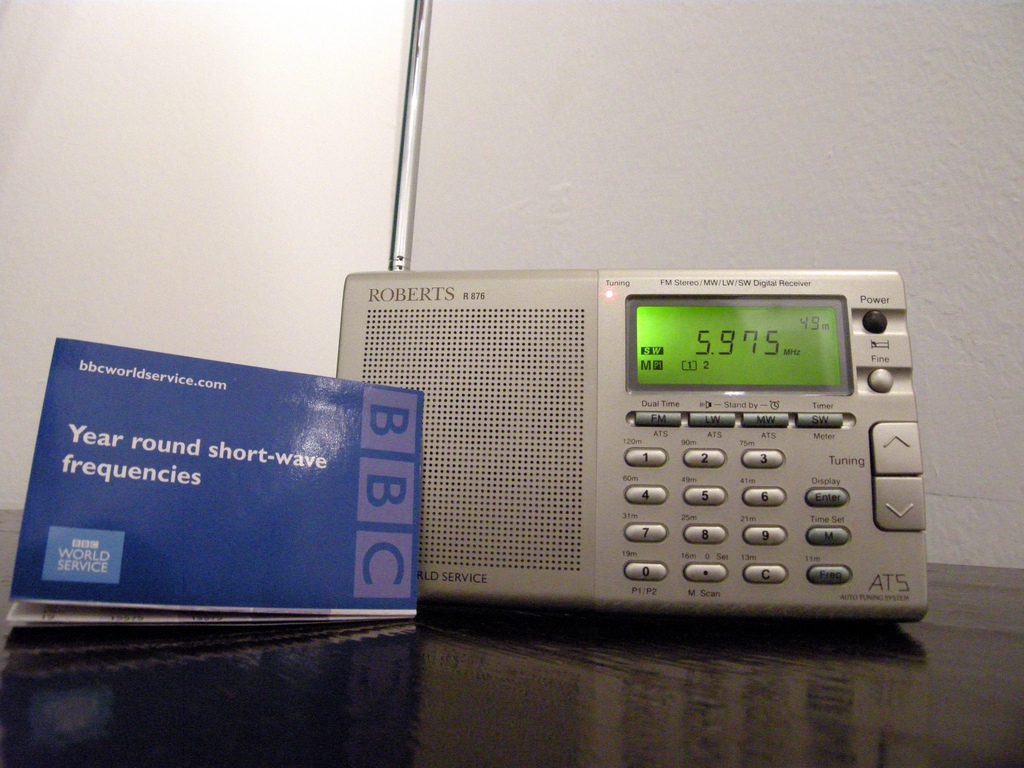 bbcworldservice.com
Year round short-wave
frequencies
BBC
WORLD
SERVICE
BBC
ROBERTS R 876
RLD SERVICE
Tuning
FM Stereo/MW/LW/SW Digital Receiver
49m
SW
5.975 MHz
M P1 1 2
Power
Fine
Dual Time
Stand by
Timer
FM LW MW SW
ATS ATS ATS Meter
120m 90m 75m
1 2 3
Tuning
60m 49m 41m Display
4 5 6 Enter
31m 25m 21m Time Set
7 8 9 M
19m 16m 0 Set 13m 11m
0 • C Freq
P1/P2 M Scan
ATS
AUTO TUNING SYSTEM